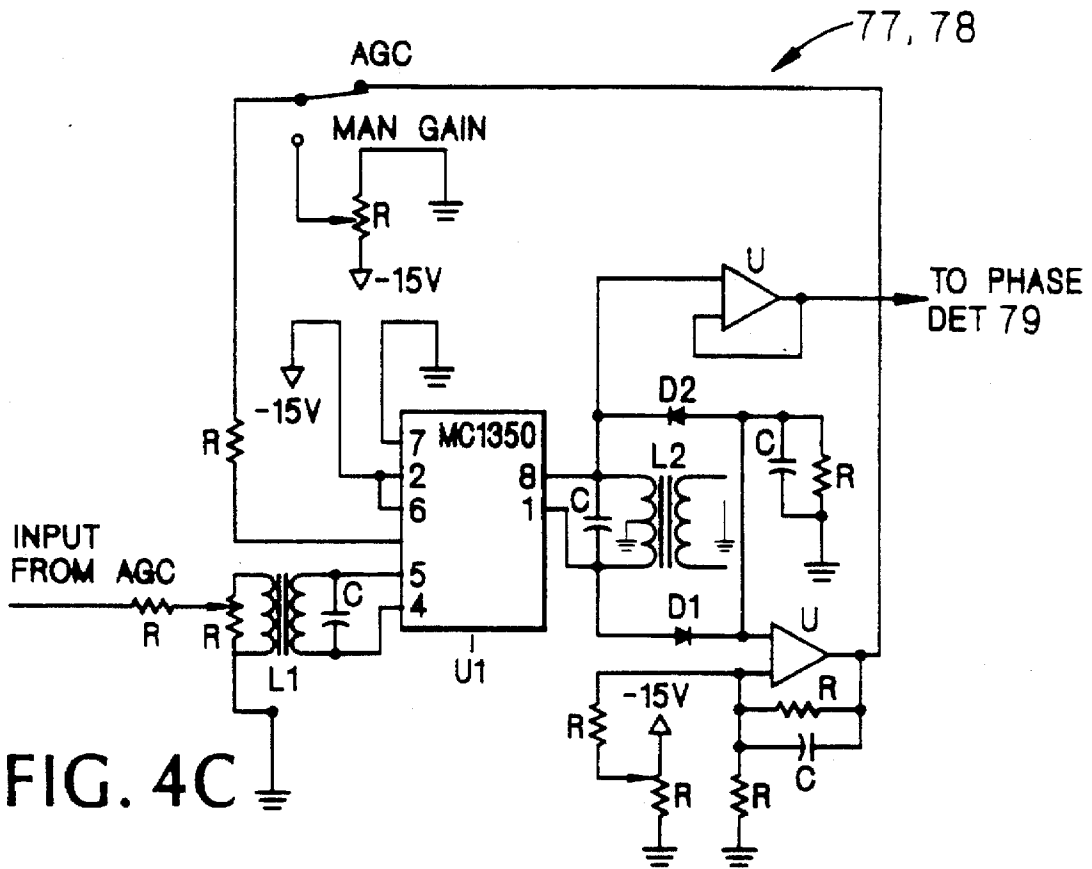 77, 78
AGC
MAN GAIN
R
-15V
U
TO PHASE
DET 79
-15V
D2
R
MC1350
7
2
6
8
1
5
4
C
L2
C
R
INPUT
FROM AGC
R
R
L1
C
U1
D1
U
-15V
R
R
R
C
R
FIG. 4C